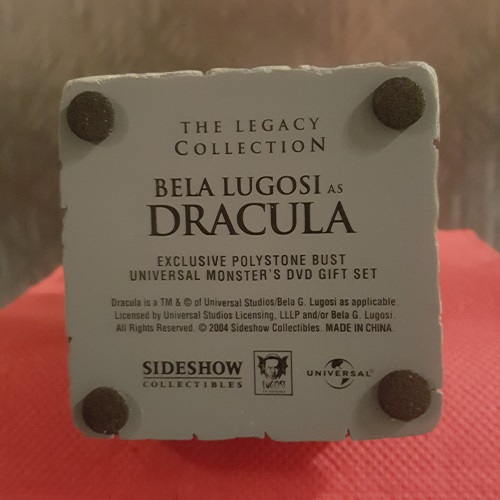 THE LEGACY
COLLECTION
BELA LUGOSI AS
DRACULA
EXCLUSIVE POLYSTONE BUST
UNIVERSAL MONSTER'S DVD GIFT SET
Dracula is a TM & © of Universal Studios/Bela G. Lugosi as applicable.
Licensed by Universal Studios Licensing, LLLP and/or Bela G. Lugosi.
All Rights Reserved. © 2004 Sideshow Collectibles. MADE IN CHINA.
SIDESHOW
COLLECTIBLES
LUGOSI
UNIVERSAL